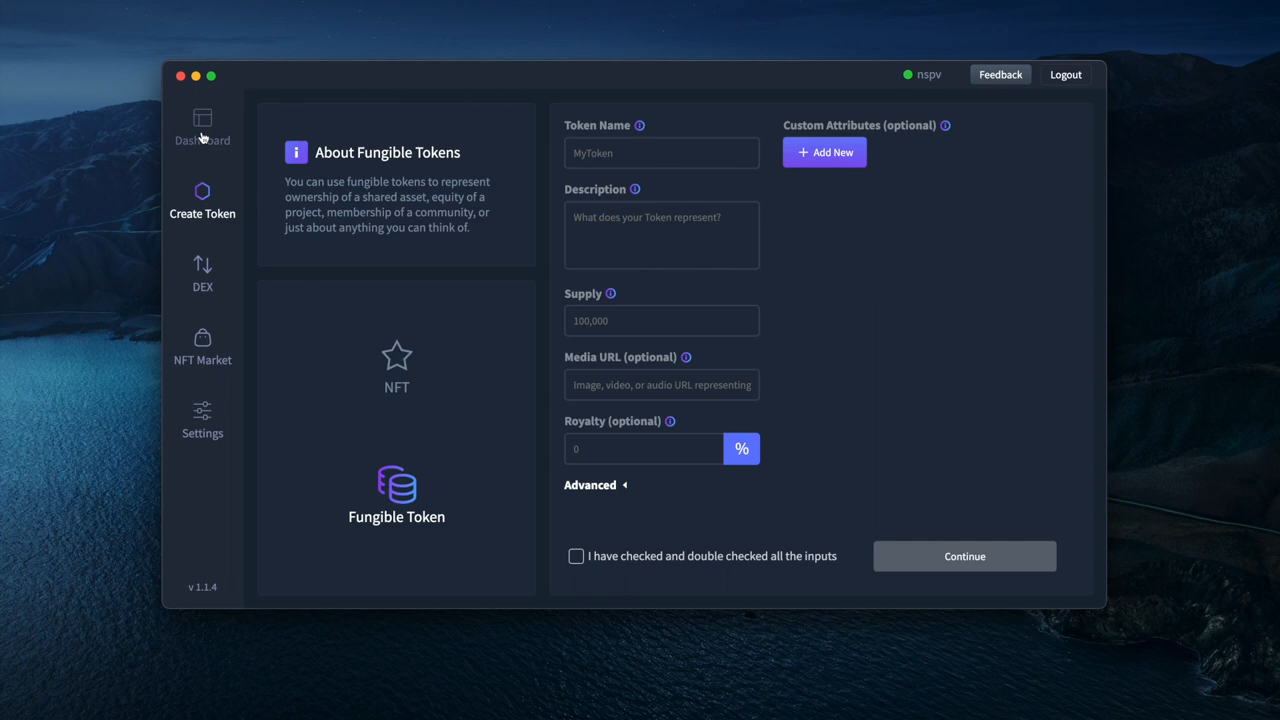 nspv
Feedback
Logout
Dashboard
Create Token
DEX
NFT Market
Settings
v 1.1.4
i About Fungible Tokens
You can use fungible tokens to represent
ownership of a shared asset, equity of a
project, membership of a community, or
just about anything you can think of.
NFT
Fungible Token
Token Name
MyToken
Description
What does your Token represent?
Supply
100,000
Media URL (optional)
Image, video, or audio URL representing
Royalty (optional)
0 %
Advanced
Custom Attributes (optional)
+ Add New
I have checked and double checked all the inputs
Continue